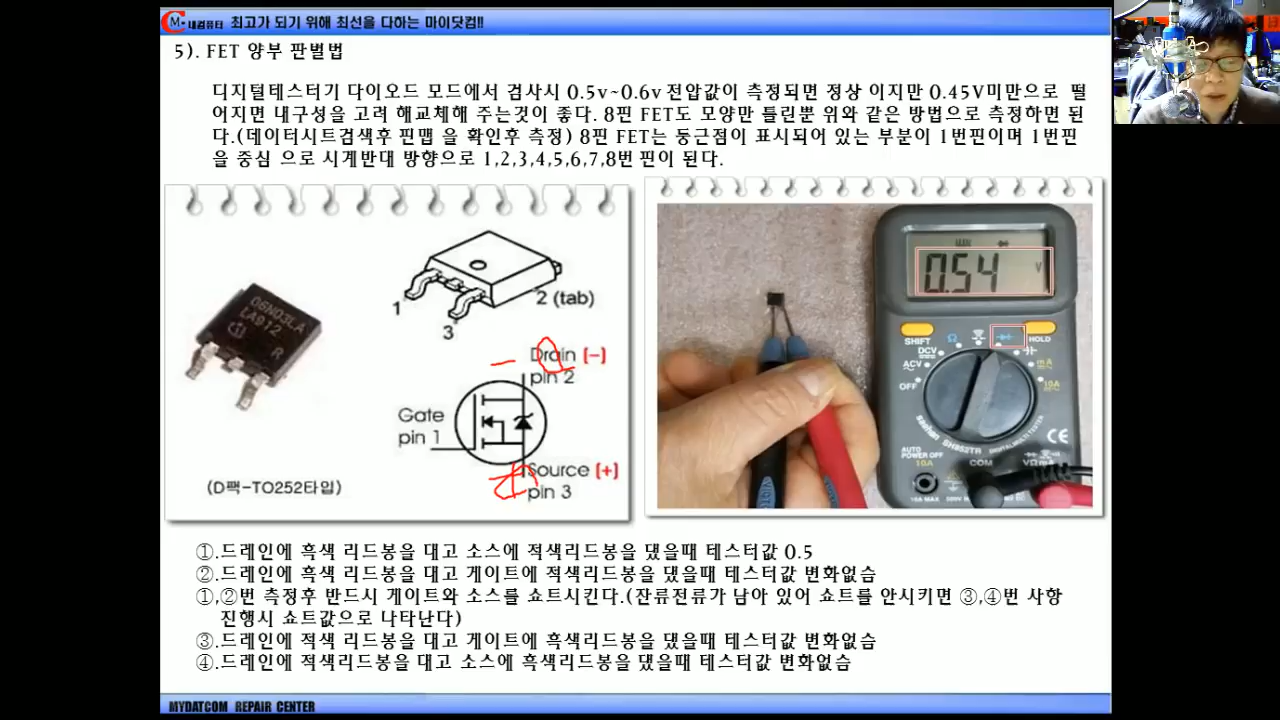 내컴퓨터 최고가 되기 위해 최선을 다하는 마이닷컴!!
5). FET 양부 판별법
디지털테스터기 다이오드 모드에서 검사시 0.5v~0.6v 전압값이 측정되면 정상 이지만 0.45V미만으로 떨
어지면 내구성을 고려 해교체해 주는것이 좋다. 8핀 FET도 모양만 틀린뿐 위와 같은 방법으로 측정하면 된
다.(데이터시트검색후 핀맵 을 확인후 측정) 8핀 FET는 둥근점이 표시되어 있는 부분이 1번핀이며 1번핀
을 중심 으로 시계반대 방향으로 1,2,3,4,5,6,7,8번 핀이 된다.
06N03LA
LA912
R
1
2 (tab)
3
Drain (-)
pin 2
Gate
pin 1
Source (+)
pin 3
(D팩-TO252타입)
0.54 V
SHIFT
Ω
HOLD
DCV
ACV
OFF
mA
10A
saehan SH352TR DIGITAL MULTI TESTER
CE
AUTO
POWER OFF
10A
COM
①.드레인에 흑색 리드봉을 대고 소스에 적색리드봉을 댔을때 테스터값 0.5
②.드레인에 흑색 리드봉을 대고 게이트에 적색리드봉을 댔을때 테스터값 변화없슴
①,②번 측정후 반드시 게이트와 소스를 쇼트시킨다.(잔류전류가 남아 있어 쇼트를 안시키면 ③,④번 사항
진행시 쇼트값으로 나타난다)
③.드레인에 적색 리드봉을 대고 게이트에 흑색리드봉을 댔을때 테스터값 변화없슴
④.드레인에 적색리드봉을 대고 소스에 흑색리드봉을 댔을때 테스터값 변화없슴
MYDATCOM REPAIR CENTER